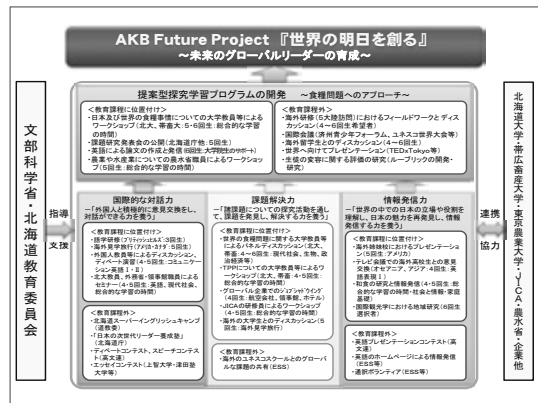 AKB Future Project 『世界の明日を創る』
～未来のグローバルリーダーの育成～
文部科学省・北海道教育委員会
指導
支援
提案型探究学習プログラムの開発　～食糧問題へのアプローチ～
＜教育課程に位置付け＞
・日本及び世界の食糧事情についての大学教員等による
ワークショップ(北大、帯畜大：5・6回生：総合的な学習
の時間)
・課題研究発表会の公開(北海道庁他：5回生)
・英語による論文の作成と発信(6回生：大学院生のサポート)
・農業や水産業についての農水省職員によるワークショッ
プ(5回生：総合的な学習の時間)
＜教育課程外＞
・海外研修(5大陸訪問)におけるフィールドワークとディス
カッション(4～6回生希望者)
・国際会議(済州青少年フォーラム、ユネスコ世界大会等)
・海外留学生とのディスカッション(4～6回生)
・世界へ向けてプレゼンテーション(TEDxTokyo等)
・生徒の変容に関する評価の研究(ルーブリックの開発・
研究)
国際的な対話力
－「外国人と積極的に意見交換をし、
対話ができる力を養う」
＜教育課程に位置付け＞
・語学研修(ブリティッシュヒルズ：3回生)
・海外見学旅行(アメリカ・カナダ：5回生)
・外国人教員等とのディスカッション、
ディベート演習(4・5回生：コミュニケー
ション英語Ⅰ・Ⅱ)
・北大教員、外務省・領事館職員による
セミナー(4・5回生：英語、現代社会、
総合的な学習の時間)
＜教育課程外＞
・北海道スーパーイングリッシュキャンプ
(道教委)
・「日本の次世代リーダー養成塾」
(北海道庁)
・ディベートコンテスト、スピーチコンテスト
(高文連)
・エッセイコンテスト(上智大学・津田塾
大学等)
課題解決力
－「諸課題についての探究活動を通し
て、課題を発見し、解決する力を養う」
＜教育課程に位置付け＞
・世界の食糧問題に関する大学教員等
によるパネルディスカッション(北大、
帯畜：4～6回生：現代社会、生物、政
治経済等)
・TPPについての大学教員等によるワー
クショップ(北大、帯畜：4・5回生：
総合的な学習の時間)
・グローバル企業でのジョブシャドウイング
(4回生：航空会社、領事館、ホテル)
・JICAの研修員によるワークショップ
(4・5回生：総合的な学習の時間)
・海外の大学生とのディスカッション(5
回生：海外見学旅行)
＜教育課程外＞
・海外のユネスコスクールとのグローバル
な課題の共有(ESS)
情報発信力
－「世界の中での日本の立場や役割を
理解し、日本の魅力を再発見し、情報
発信する力を養う」
＜教育課程に位置付け＞
・海外姉妹校におけるプレゼンテーション
(5回生：アメリカ)
・テレビ会議での海外高校生との意見
交換(オセアニア、アジア：4回生：英
語表現Ⅰ)
・和食の研究と情報発信(4・5回生：総
合的な学習の時間・社会と情報・家庭
基礎)
・国際観光学における地域研究(6回生
選択者)
＜教育課程外＞
・英語プレゼンテーションコンテスト(高
文連)
・英語のホームページによる情報発信
(ESS等)
・通訳ボランティア(ESS等)
連携
協力
北海道大学・帯広畜産大学・東京農業大学・JICA・農水省・企業他